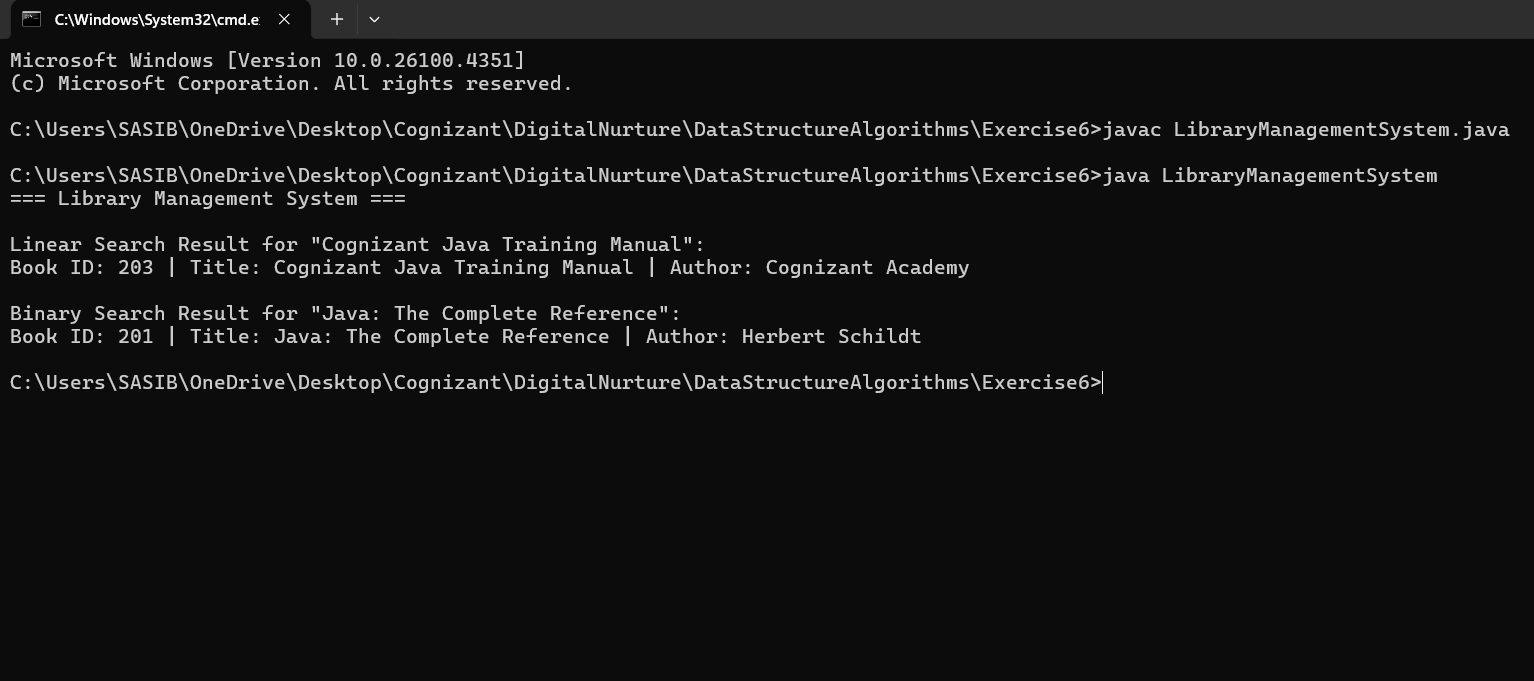 C:\Windows\System32\cmd.e
Microsoft Windows [Version 10.0.26100.4351]
(c) Microsoft Corporation. All rights reserved.
C:\Users\SASIB\OneDrive\Desktop\Cognizant\DigitalNurture\DataStructureAlgorithms\Exercise6>javac LibraryManagementSystem.java
C:\Users\SASIB\OneDrive\Desktop\Cognizant\DigitalNurture\DataStructureAlgorithms\Exercise6>java LibraryManagementSystem
=== Library Management System ===
Linear Search Result for "Cognizant Java Training Manual":
Book ID: 203 | Title: Cognizant Java Training Manual | Author: Cognizant Academy
Binary Search Result for "Java: The Complete Reference":
Book ID: 201 | Title: Java: The Complete Reference | Author: Herbert Schildt
C:\Users\SASIB\OneDrive\Desktop\Cognizant\DigitalNurture\DataStructureAlgorithms\Exercise6>